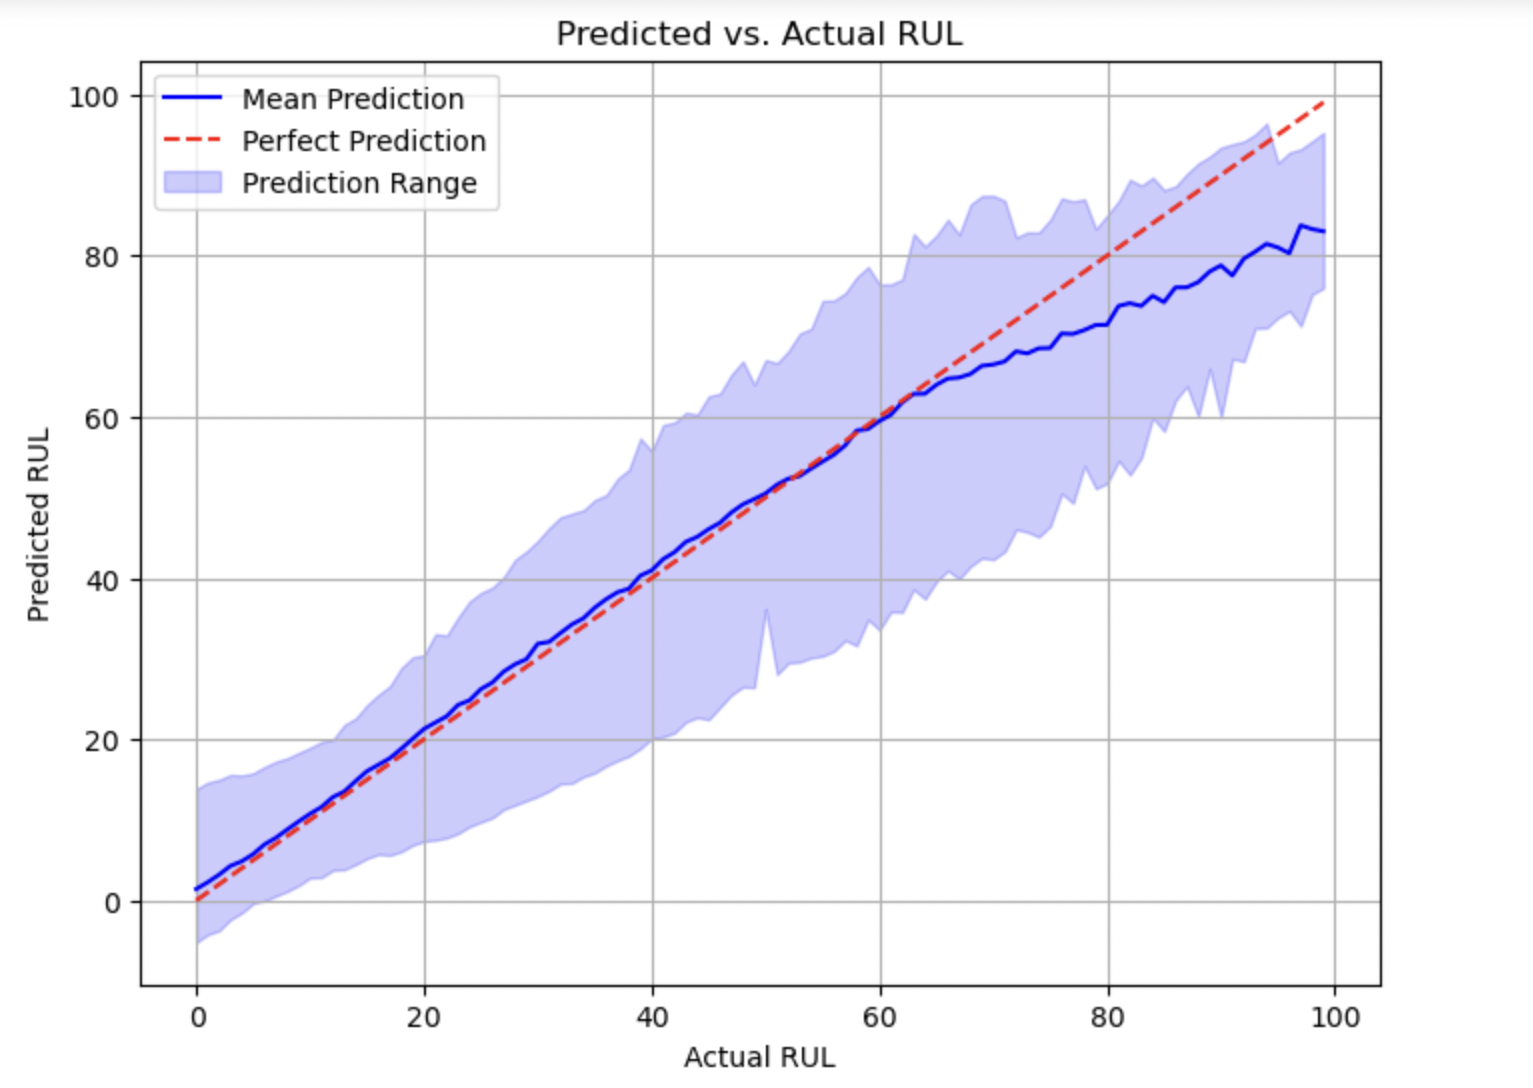 Predicted vs. Actual RUL
Mean Prediction
Perfect Prediction
Prediction Range
100
80
60
40
20
0
Predicted RUL
0 20 40 60 80 100
Actual RUL